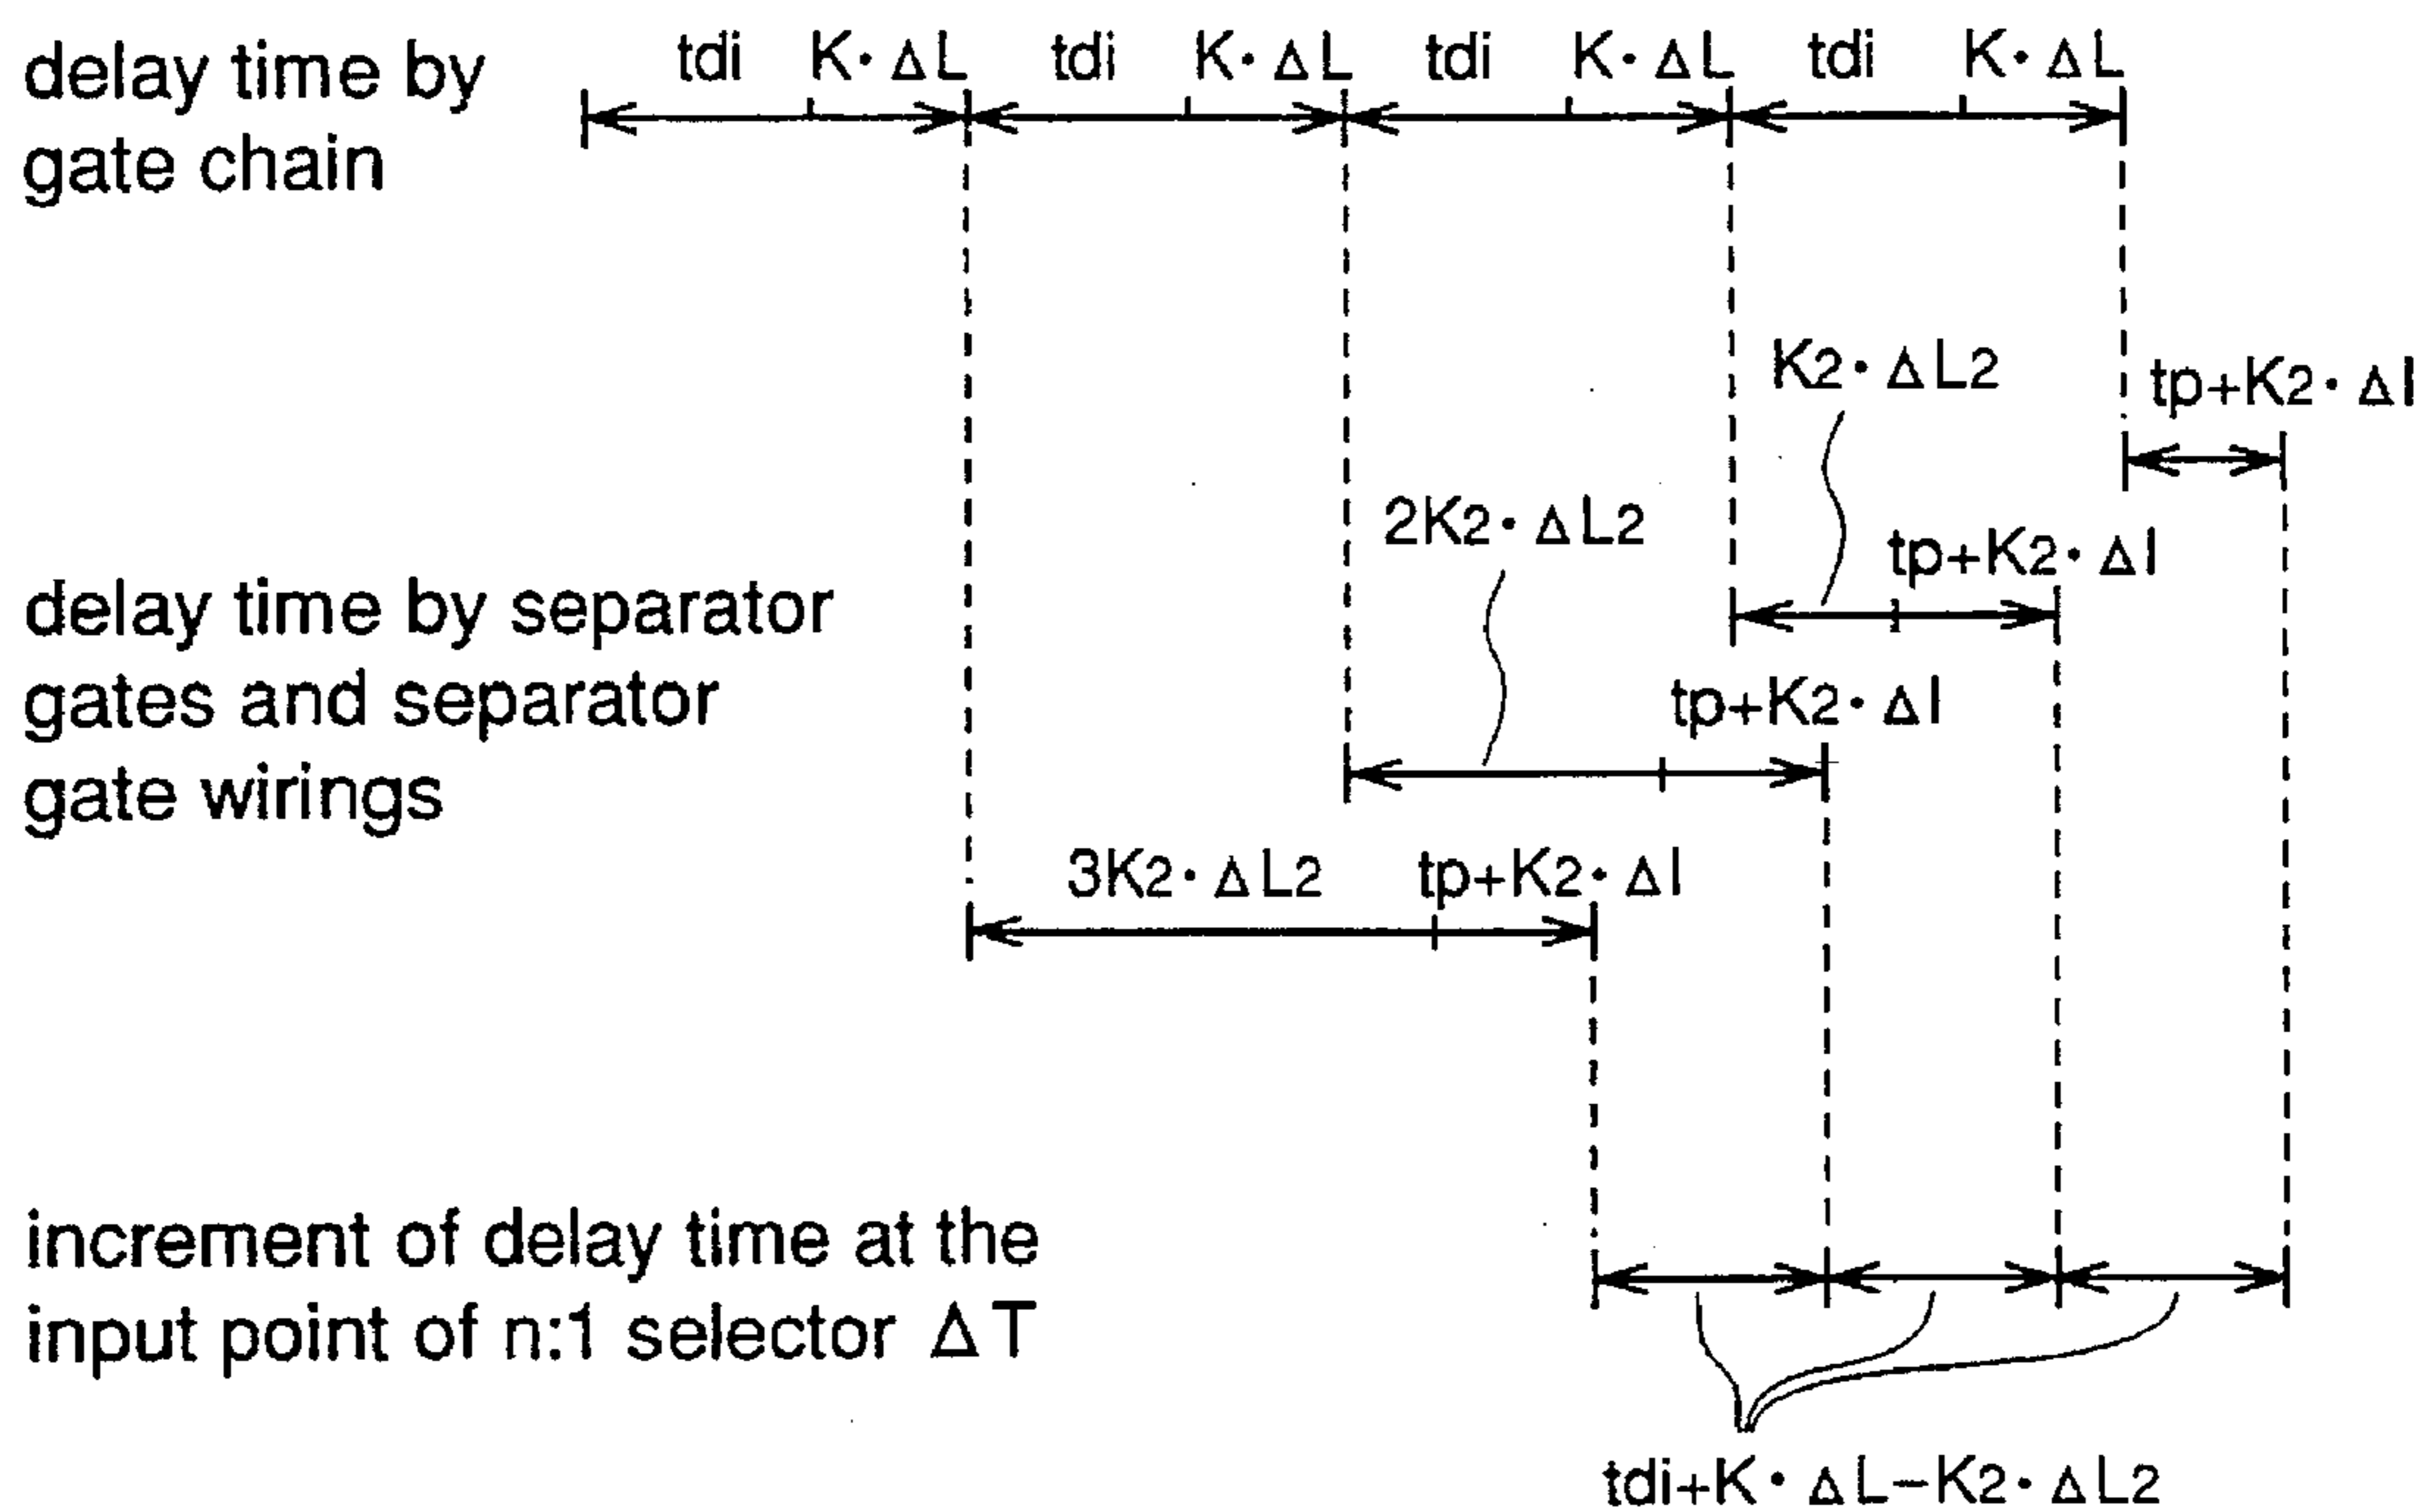 delay time by
gate chain
tdi K・ΔL tdi K・ΔL tdi K・ΔL tdi K・ΔL
K2・ΔL2
tp+K2・Δl
2K2・ΔL2
tp+K2・Δl
delay time by separator
gates and separator
gate wirings
tp+K2・Δl
3K2・ΔL2 tp+K2・Δl
increment of delay time at the
input point of n:1 selector ΔT
tdi+K・ΔL−K2・ΔL2